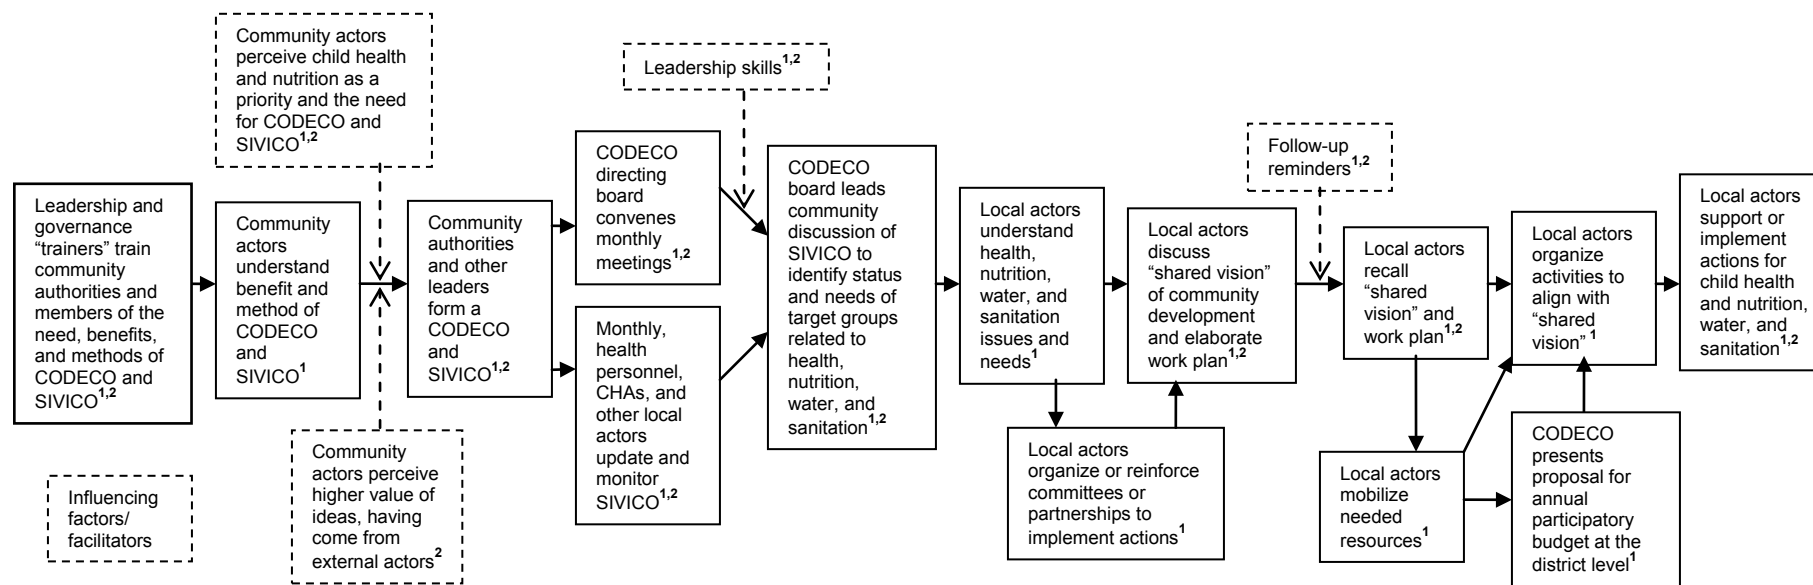 Community actors
perceive child health
and nutrition as a
priority and the need
for CODECO and
SIVICO1,2
Leadership skills1,2
Leadership and
governance
“trainers” train
community
authorities and
members of the
need, benefits,
and methods of
CODECO and
SIVICO1,2
Community
actors
understand
benefit and
method of
CODECO
and
SIVICO1
Community
authorities
and other
leaders
form a
CODECO
and
SIVICO1,2
CODECO
directing
board
convenes
monthly
meetings1,2
Monthly,
health
personnel,
CHAs, and
other local
actors
update and
monitor
SIVICO1,2
CODECO
board leads
community
discussion of
SIVICO to
identify status
and needs of
target groups
related to
health,
nutrition,
water, and
sanitation1,2
Local actors
understand
health,
nutrition,
water, and
sanitation
issues and
needs1
Local actors
discuss
“shared vision”
of community
development
and elaborate
work plan1,2
Follow-up
reminders1,2
Local actors
recall
“shared
vision” and
work plan1,2
Local actors
organize
activities to
align with
“shared
vision” 1
Local actors
support or
implement
actions for
child health
and nutrition,
water, and
sanitation1,2
Influencing
factors/
facilitators
Community
actors perceive
higher value of
ideas, having
come from
external actors2
Local actors
organize or reinforce
committees or
partnerships to
implement actions1
Local actors
mobilize
needed
resources1
CODECO
presents
proposal for
annual
participatory
budget at the
district level1